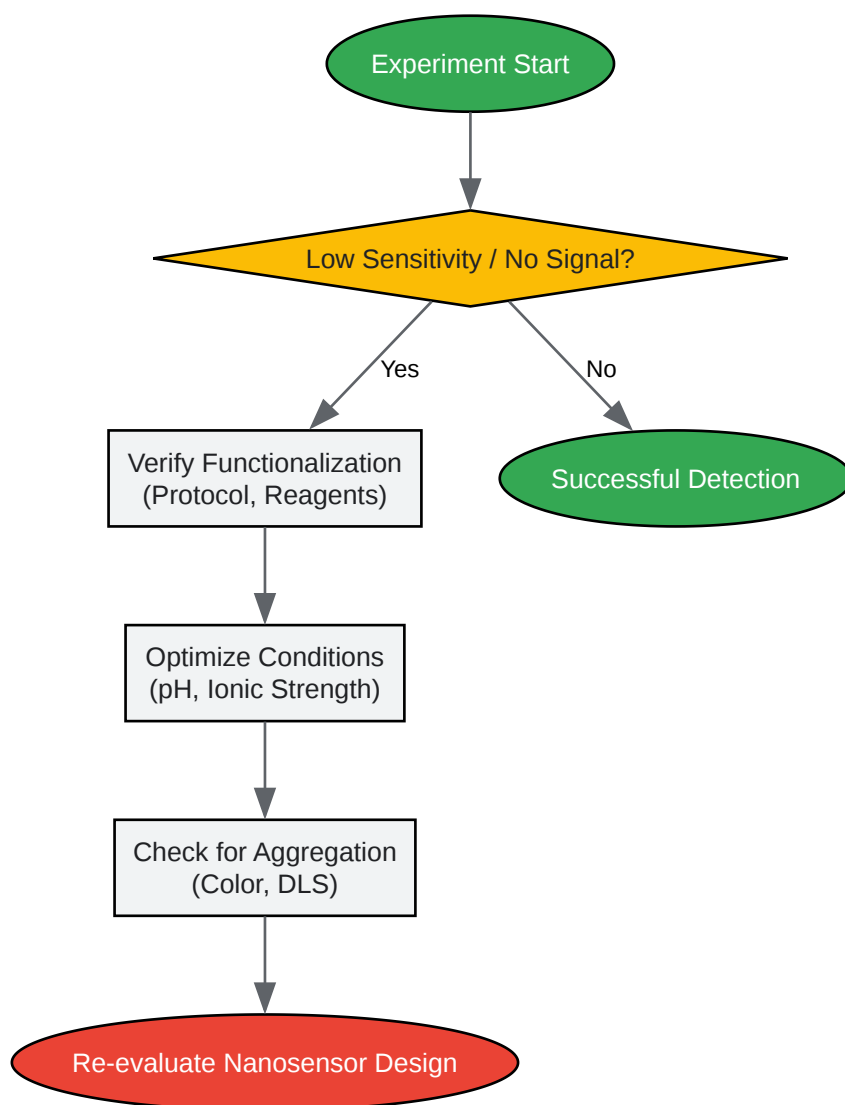 Experiment Start
Low Sensitivity / No Signal?
Yes
No
Verify Functionalization
(Protocol, Reagents)
Successful Detection
Optimize Conditions
(pH, Ionic Strength)
Check for Aggregation
(Color, DLS)
Re-evaluate Nanosensor Design